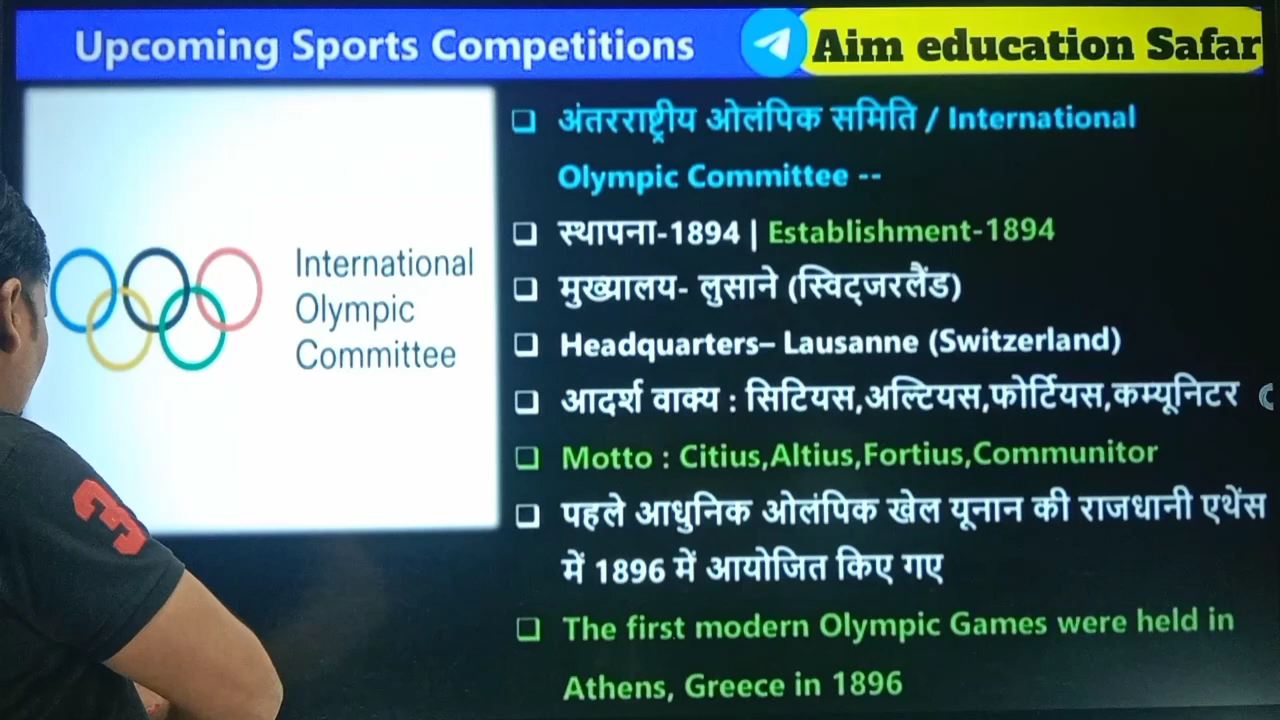 Upcoming Sports Competitions
Aim education Safar
International
Olympic
Committee
अंतरराष्ट्रीय ओलंपिक समिति / International
Olympic Committee --
स्थापना-1894 | Establishment-1894
मुख्यालय- लुसाने (स्विट्जरलैंड)
Headquarters– Lausanne (Switzerland)
आदर्श वाक्य : सिटियस,अल्टियस,फोर्टियस,कम्यूनिटर
Motto : Citius,Altius,Fortius,Communitor
पहले आधुनिक ओलंपिक खेल यूनान की राजधानी एथेंस
में 1896 में आयोजित किए गए
The first modern Olympic Games were held in
Athens, Greece in 1896
3